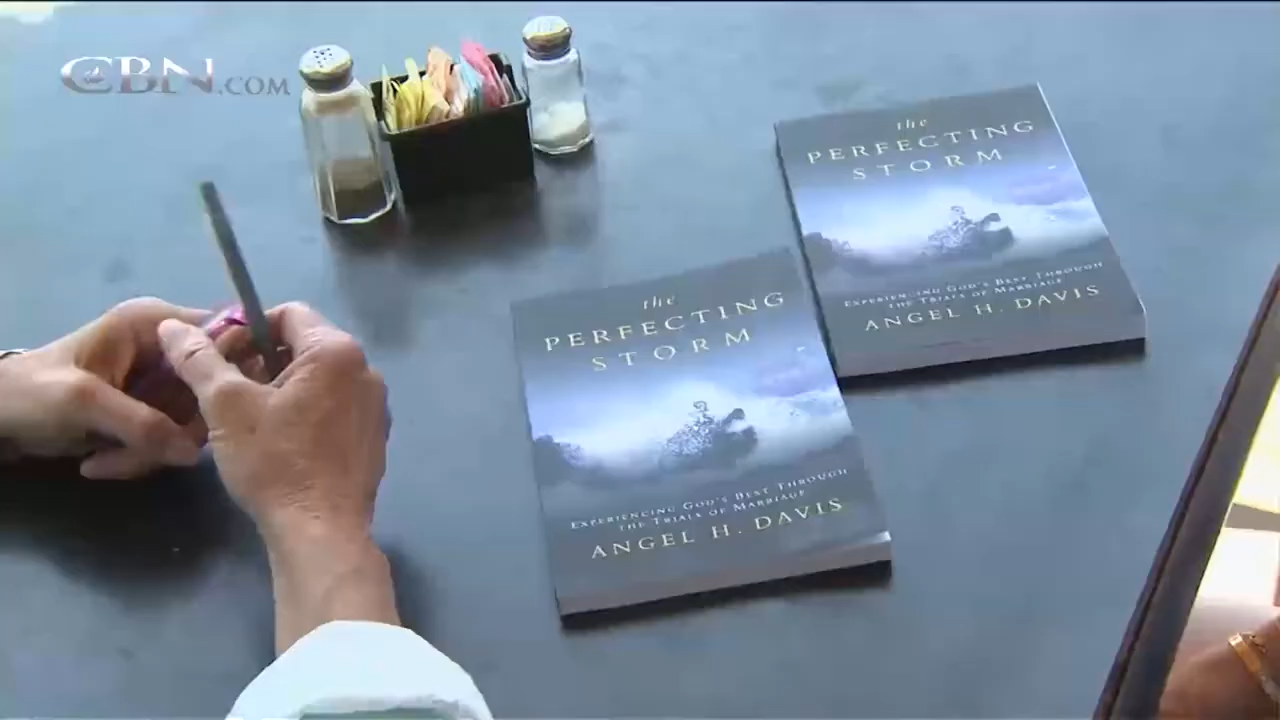 CBN.COM
the
PERFECTING
STORM
EXPERIENCING GOD'S BEST THROUGH
THE TRIALS OF MARRIAGE
ANGEL H. DAVIS
the
PERFECTING
STORM
EXPERIENCING GOD'S BEST THROUGH
THE TRIALS OF MARRIAGE
ANGEL H. DAVIS